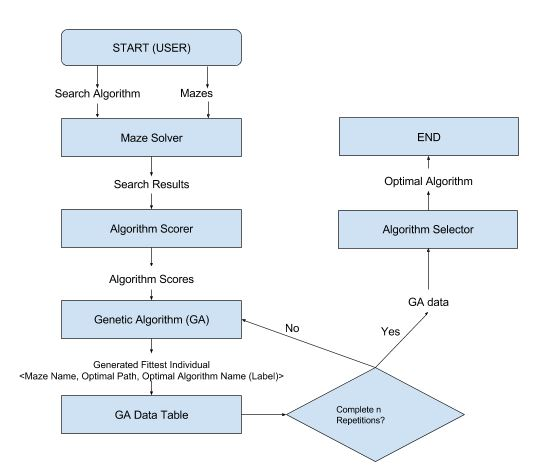 START (USER)
Search Algorithm
Mazes
Maze Solver
Search Results
Algorithm Scorer
Algorithm Scores
Genetic Algorithm (GA)
Generated Fittest Individual
<Maze Name, Optimal Path, Optimal Algorithm Name (Label)>
GA Data Table
Complete n
Repetitions?
No
Yes
GA data
Algorithm Selector
Optimal Algorithm
END